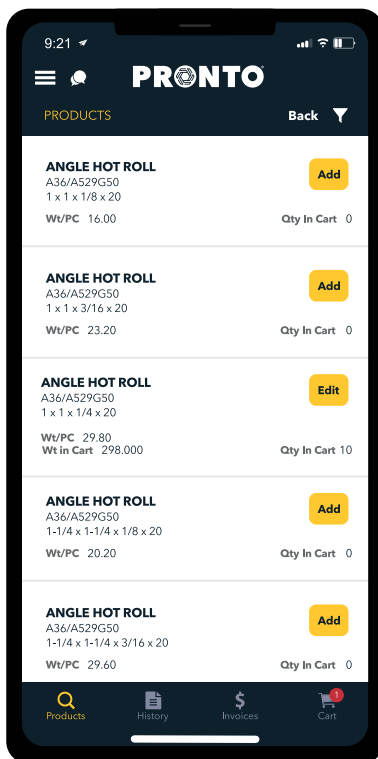 9:21
PRONTO
PRODUCTS Back
ANGLE HOT ROLL Add
A36/A529G50
1 x 1 x 1/8 x 20
Wt/PC 16.00 Qty In Cart 0
ANGLE HOT ROLL Add
A36/A529G50
1 x 1 x 3/16 x 20
Wt/PC 23.20 Qty In Cart 0
ANGLE HOT ROLL Edit
A36/A529G50
1 x 1 x 1/4 x 20
Wt/PC 29.80
Wt in Cart 298.000 Qty In Cart 10
ANGLE HOT ROLL Add
A36/A529G50
1-1/4 x 1-1/4 x 1/8 x 20
Wt/PC 20.20 Qty In Cart 0
ANGLE HOT ROLL Add
A36/A529G50
1-1/4 x 1-1/4 x 3/16 x 20
Wt/PC 29.60 Qty In Cart 0
1
Products History Invoices Cart